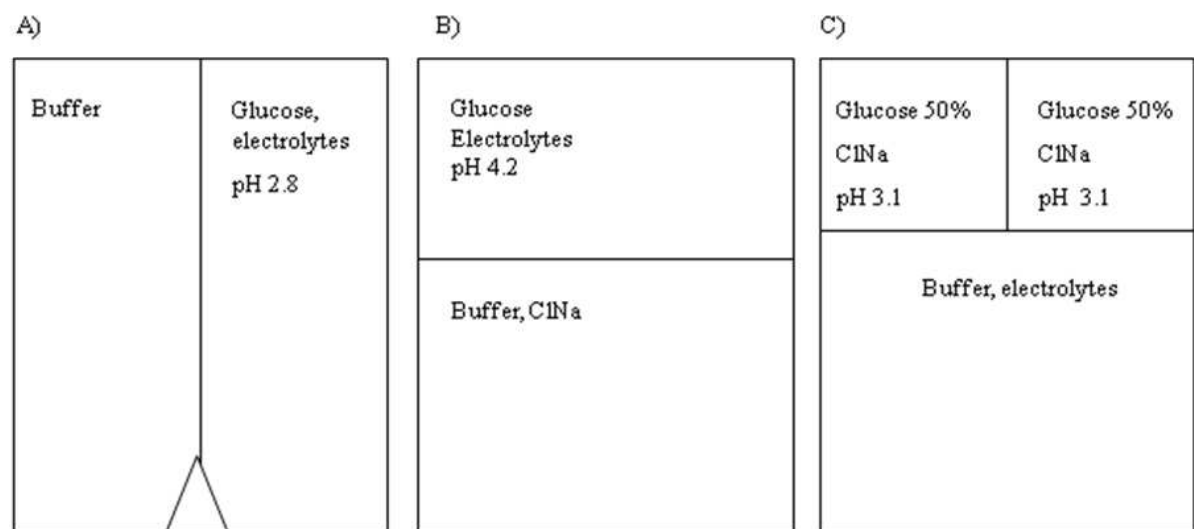 A)
Buffer
Glucose,
electrolytes
pH 2.8
B)
Glucose
Electrolytes
pH 4.2
Buffer, ClNa
C)
Glucose 50%
ClNa
pH 3.1
Glucose 50%
ClNa
pH 3.1
Buffer, electrolytes